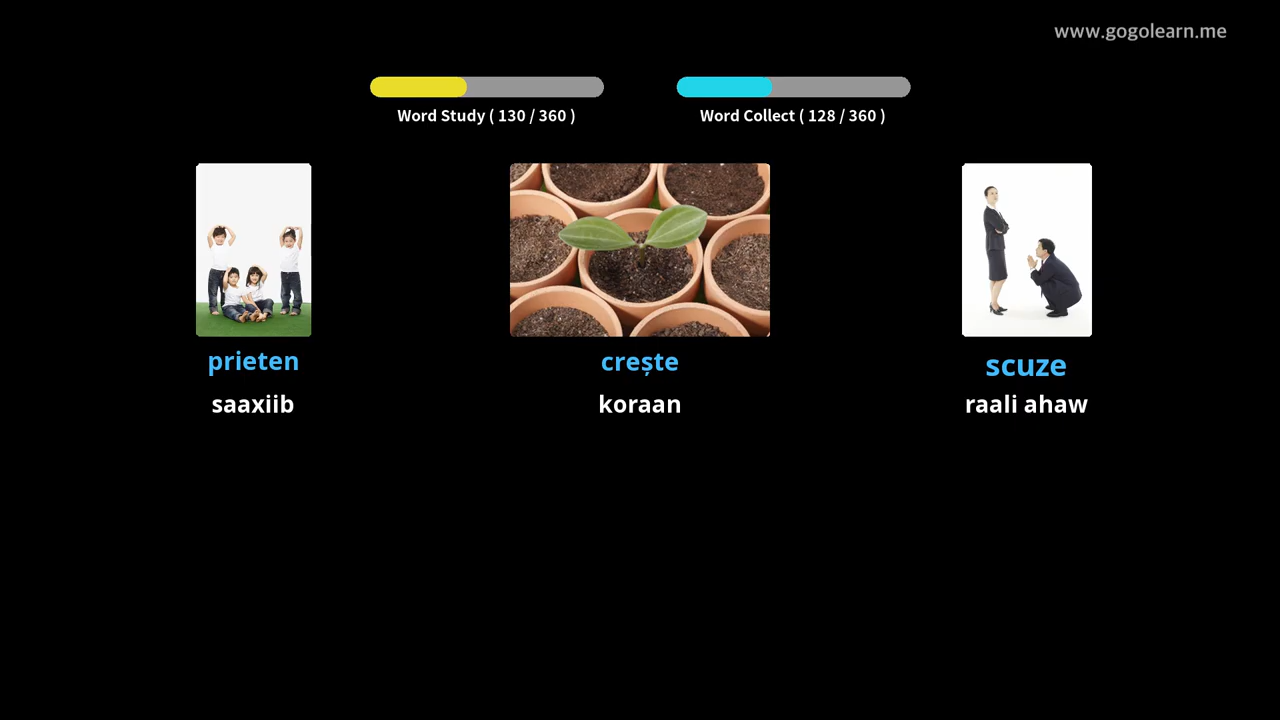 www.gogolearn.me
Word Study ( 130 / 360 )
Word Collect ( 128 / 360 )
prieten
crește
scuze
saaxiib
koraan
raali ahaw